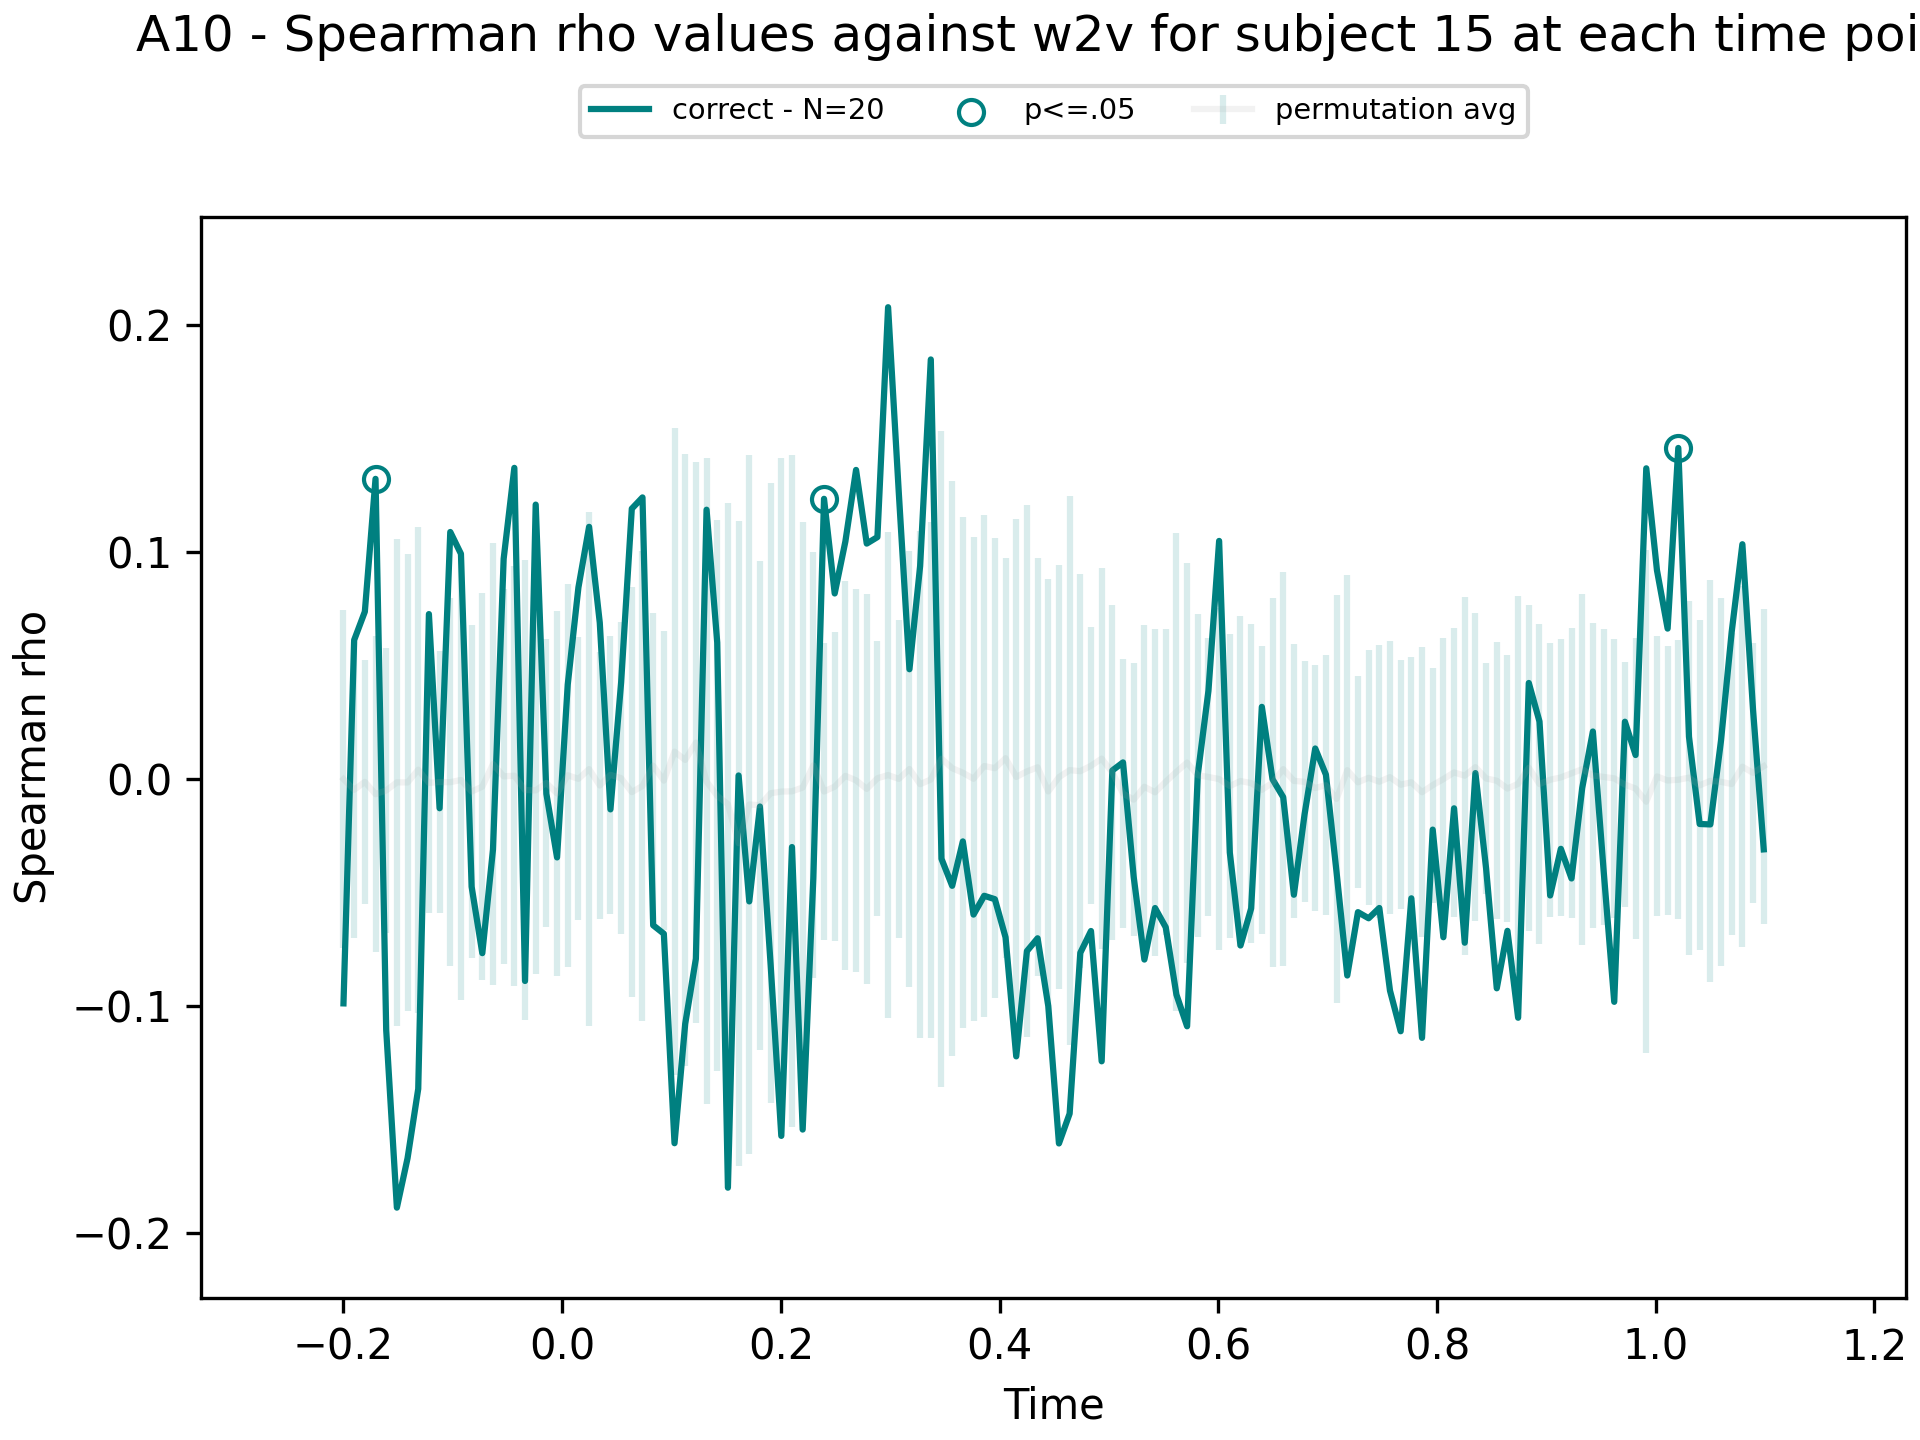 A10 - Spearman rho values against w2v for subject 15 at each time poi
correct - N=20 p<=.05 permutation avg
0.2
0.1
0.0
−0.1
−0.2
Spearman rho
−0.2 0.0 0.2 0.4 0.6 0.8 1.0 1.2
Time